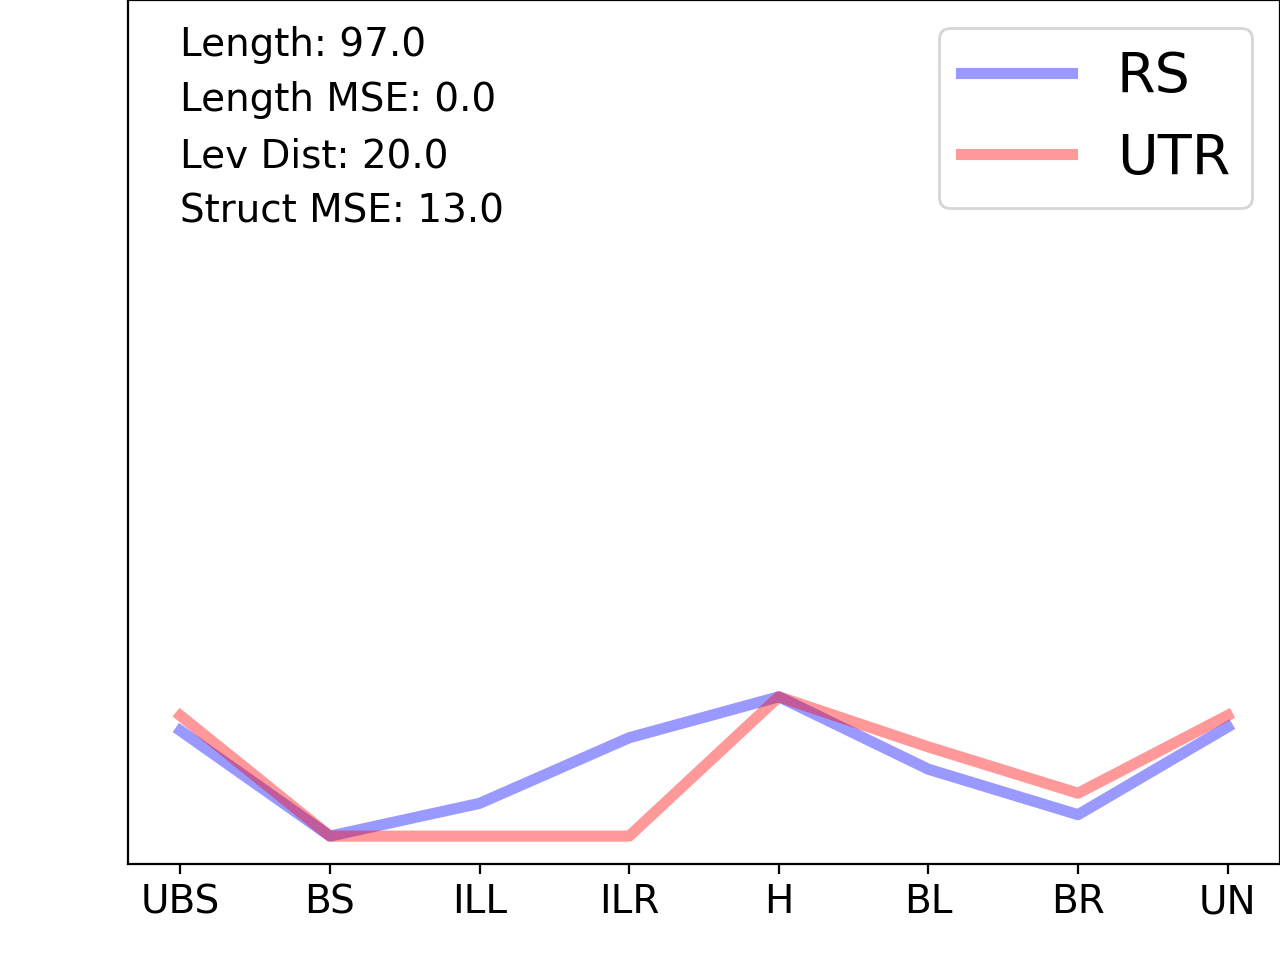 Length: 97.0
Length MSE: 0.0
Lev Dist: 20.0
Struct MSE: 13.0
RS
UTR
UBS BS ILL ILR H BL BR UN